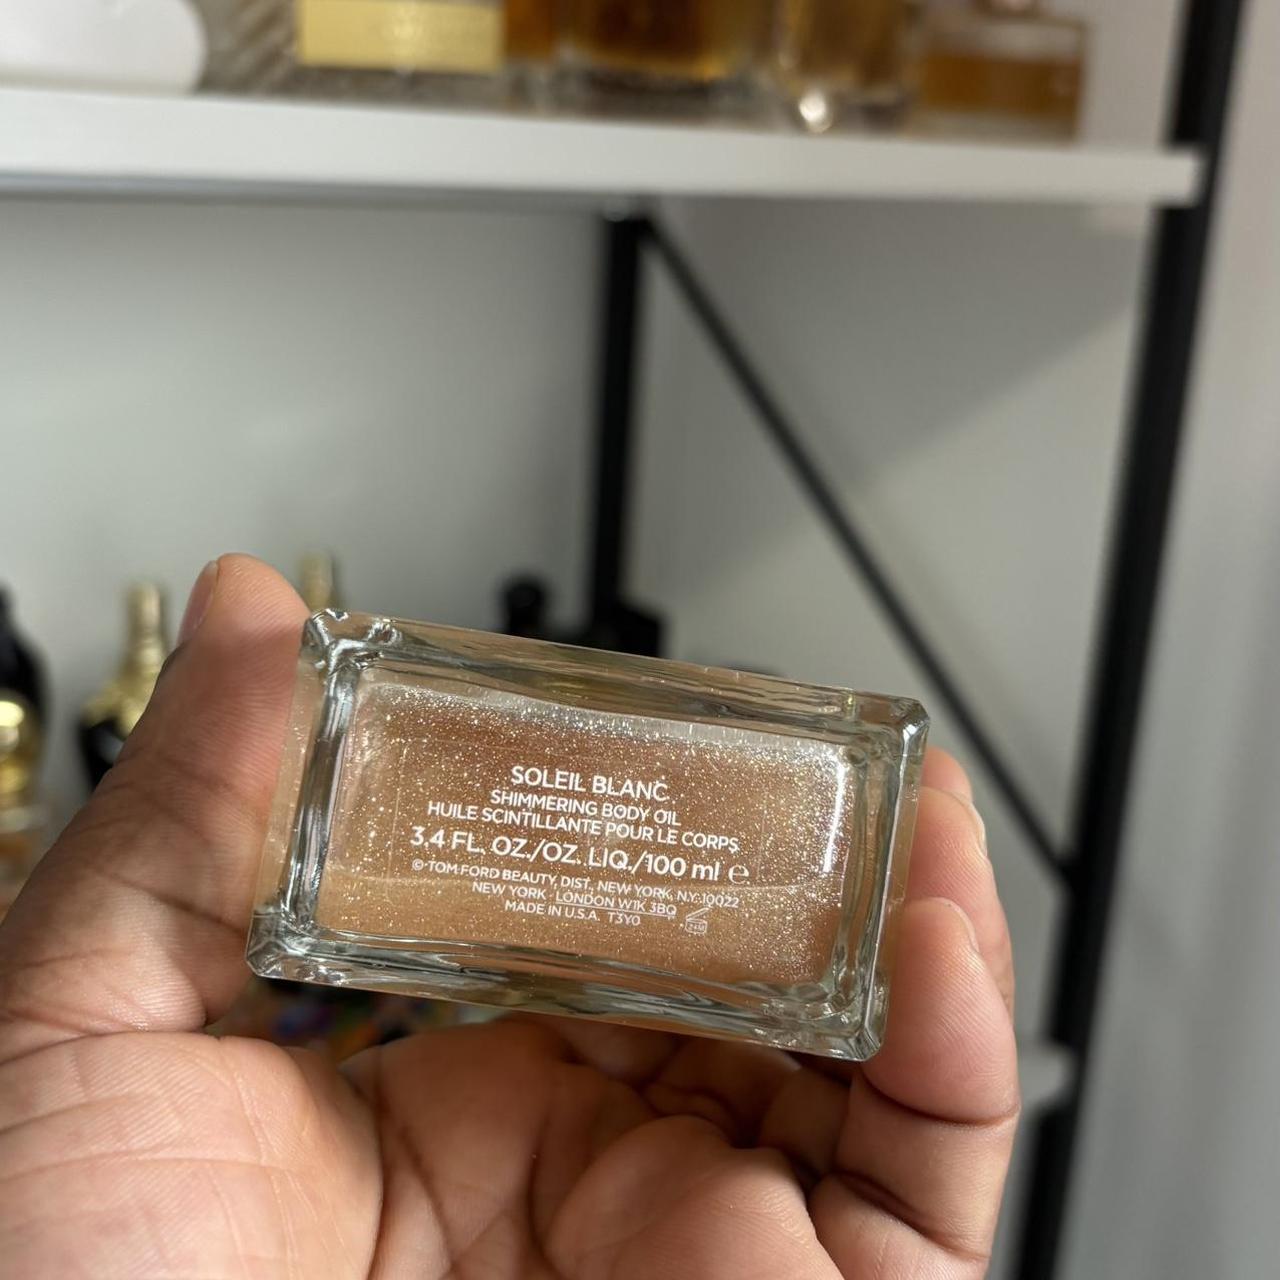 SOLEIL BLANC
SHIMMERING BODY OIL
HUILE SCINTILLANTE POUR LE CORPS
3.4 FL. OZ./OZ. LIQ./100 ml ℮
© TOM FORD BEAUTY, DIST. NEW YORK, N.Y. 10022
NEW YORK LONDON W1K 3BQ
MADE IN U.S.A. T3Y0
24M